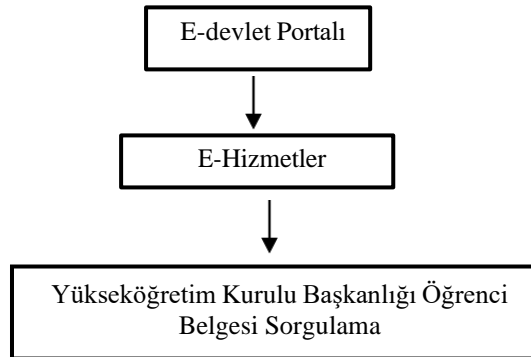 E-devlet Portalı
E-Hizmetler
Yükseköğretim Kurulu Başkanlığı Öğrenci
Belgesi Sorgulama